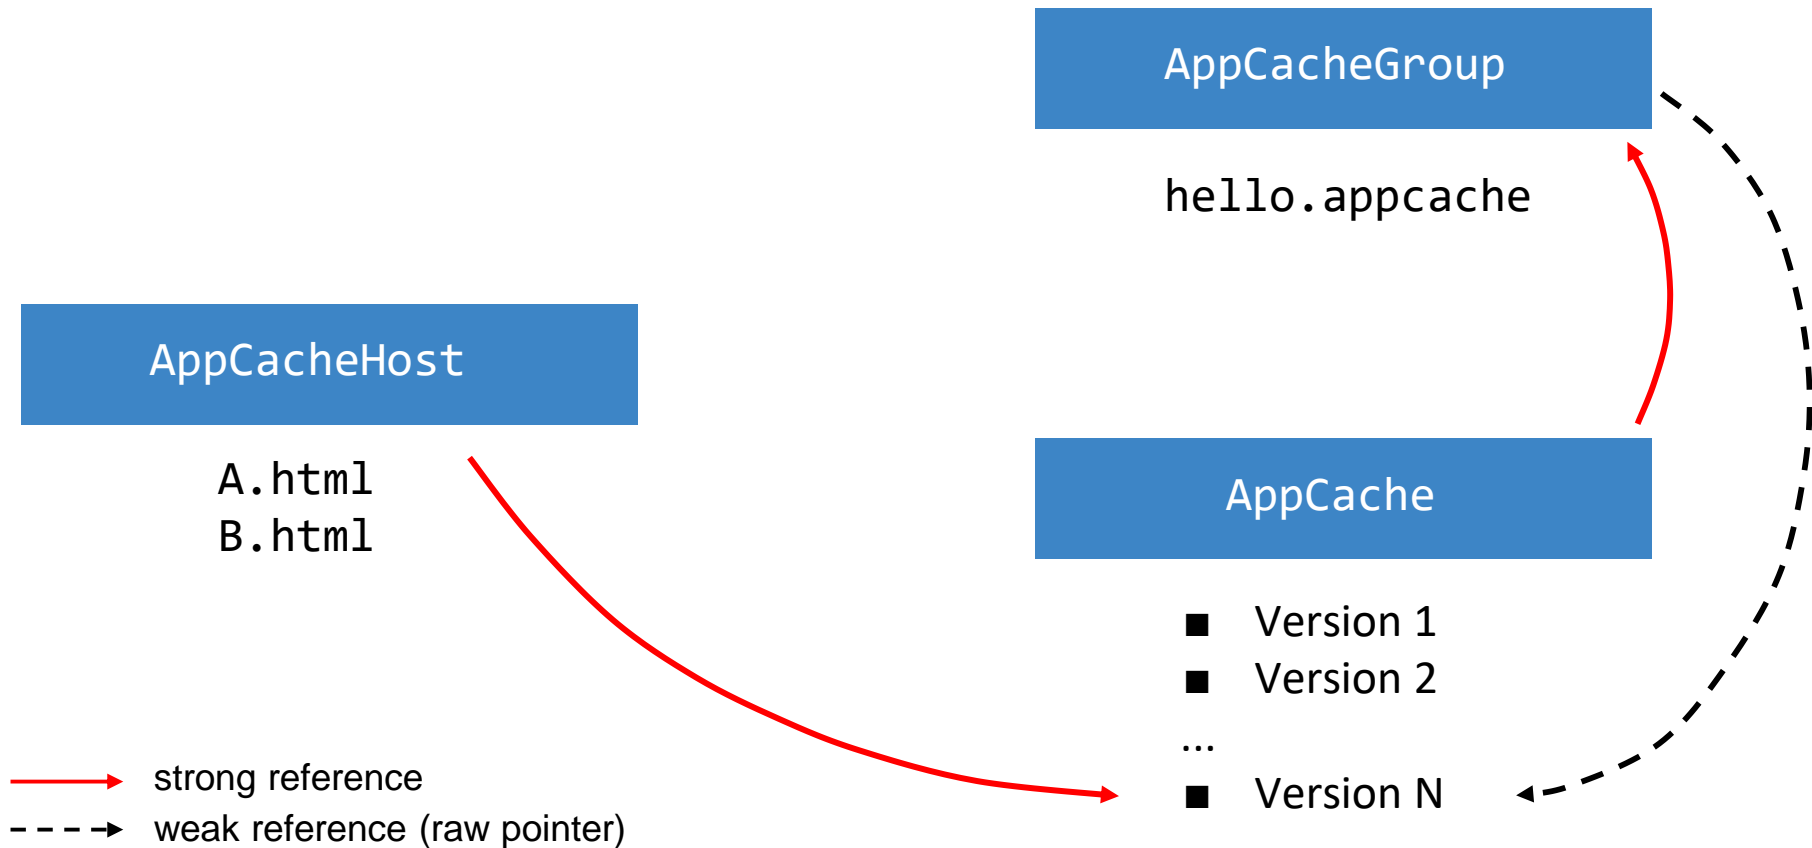 AppCacheGroup
hello.appcache
AppCacheHost
A.html
B.html
AppCache
■ Version 1
■ Version 2
...
■ Version N
strong reference
weak reference (raw pointer)